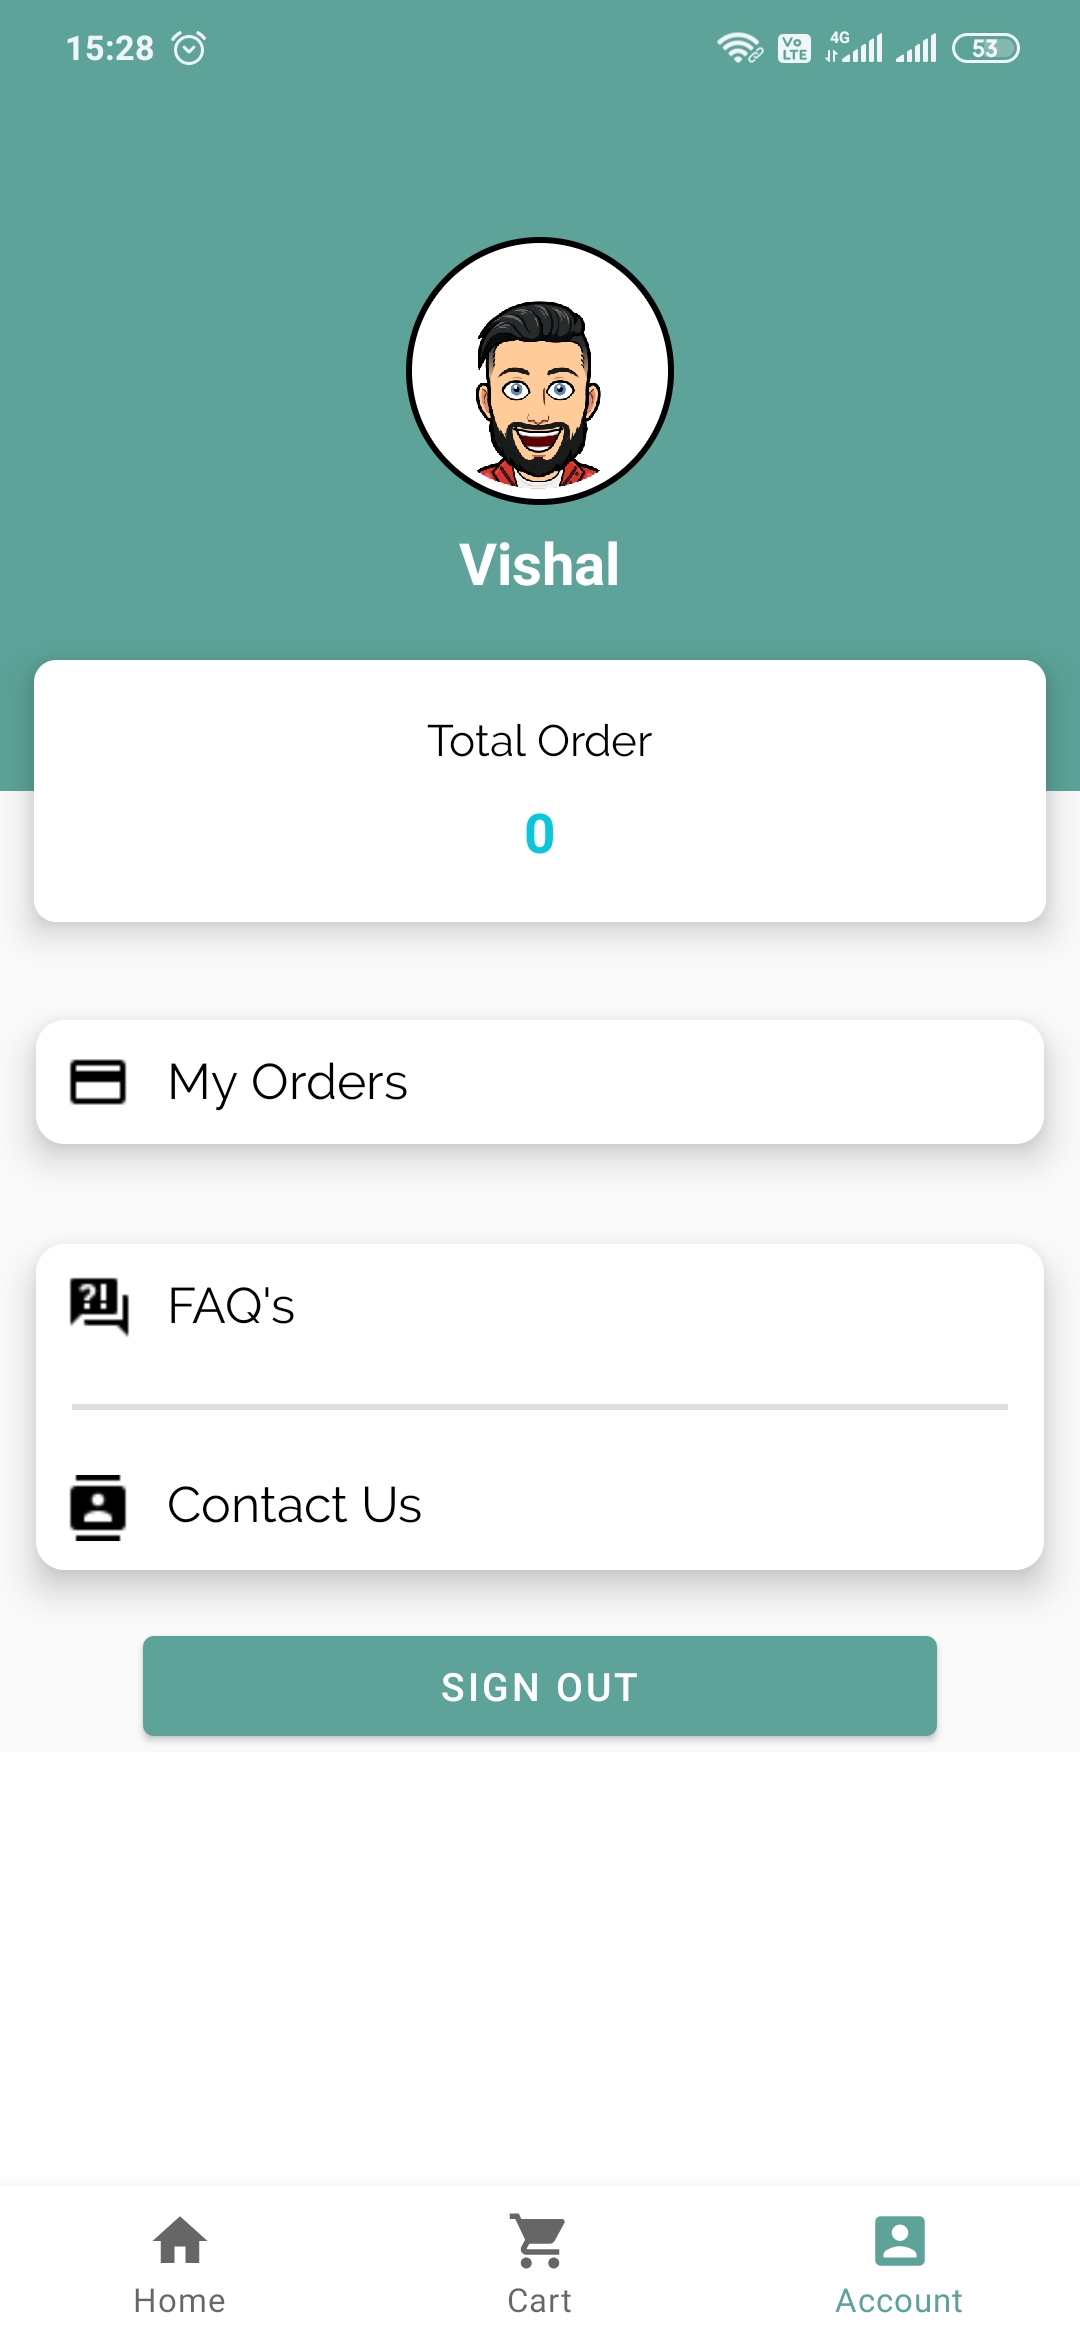 15:28
Vo LTE 4G 53
Vishal
Total Order
0
My Orders
?! FAQ's
Contact Us
SIGN OUT
Home Cart Account